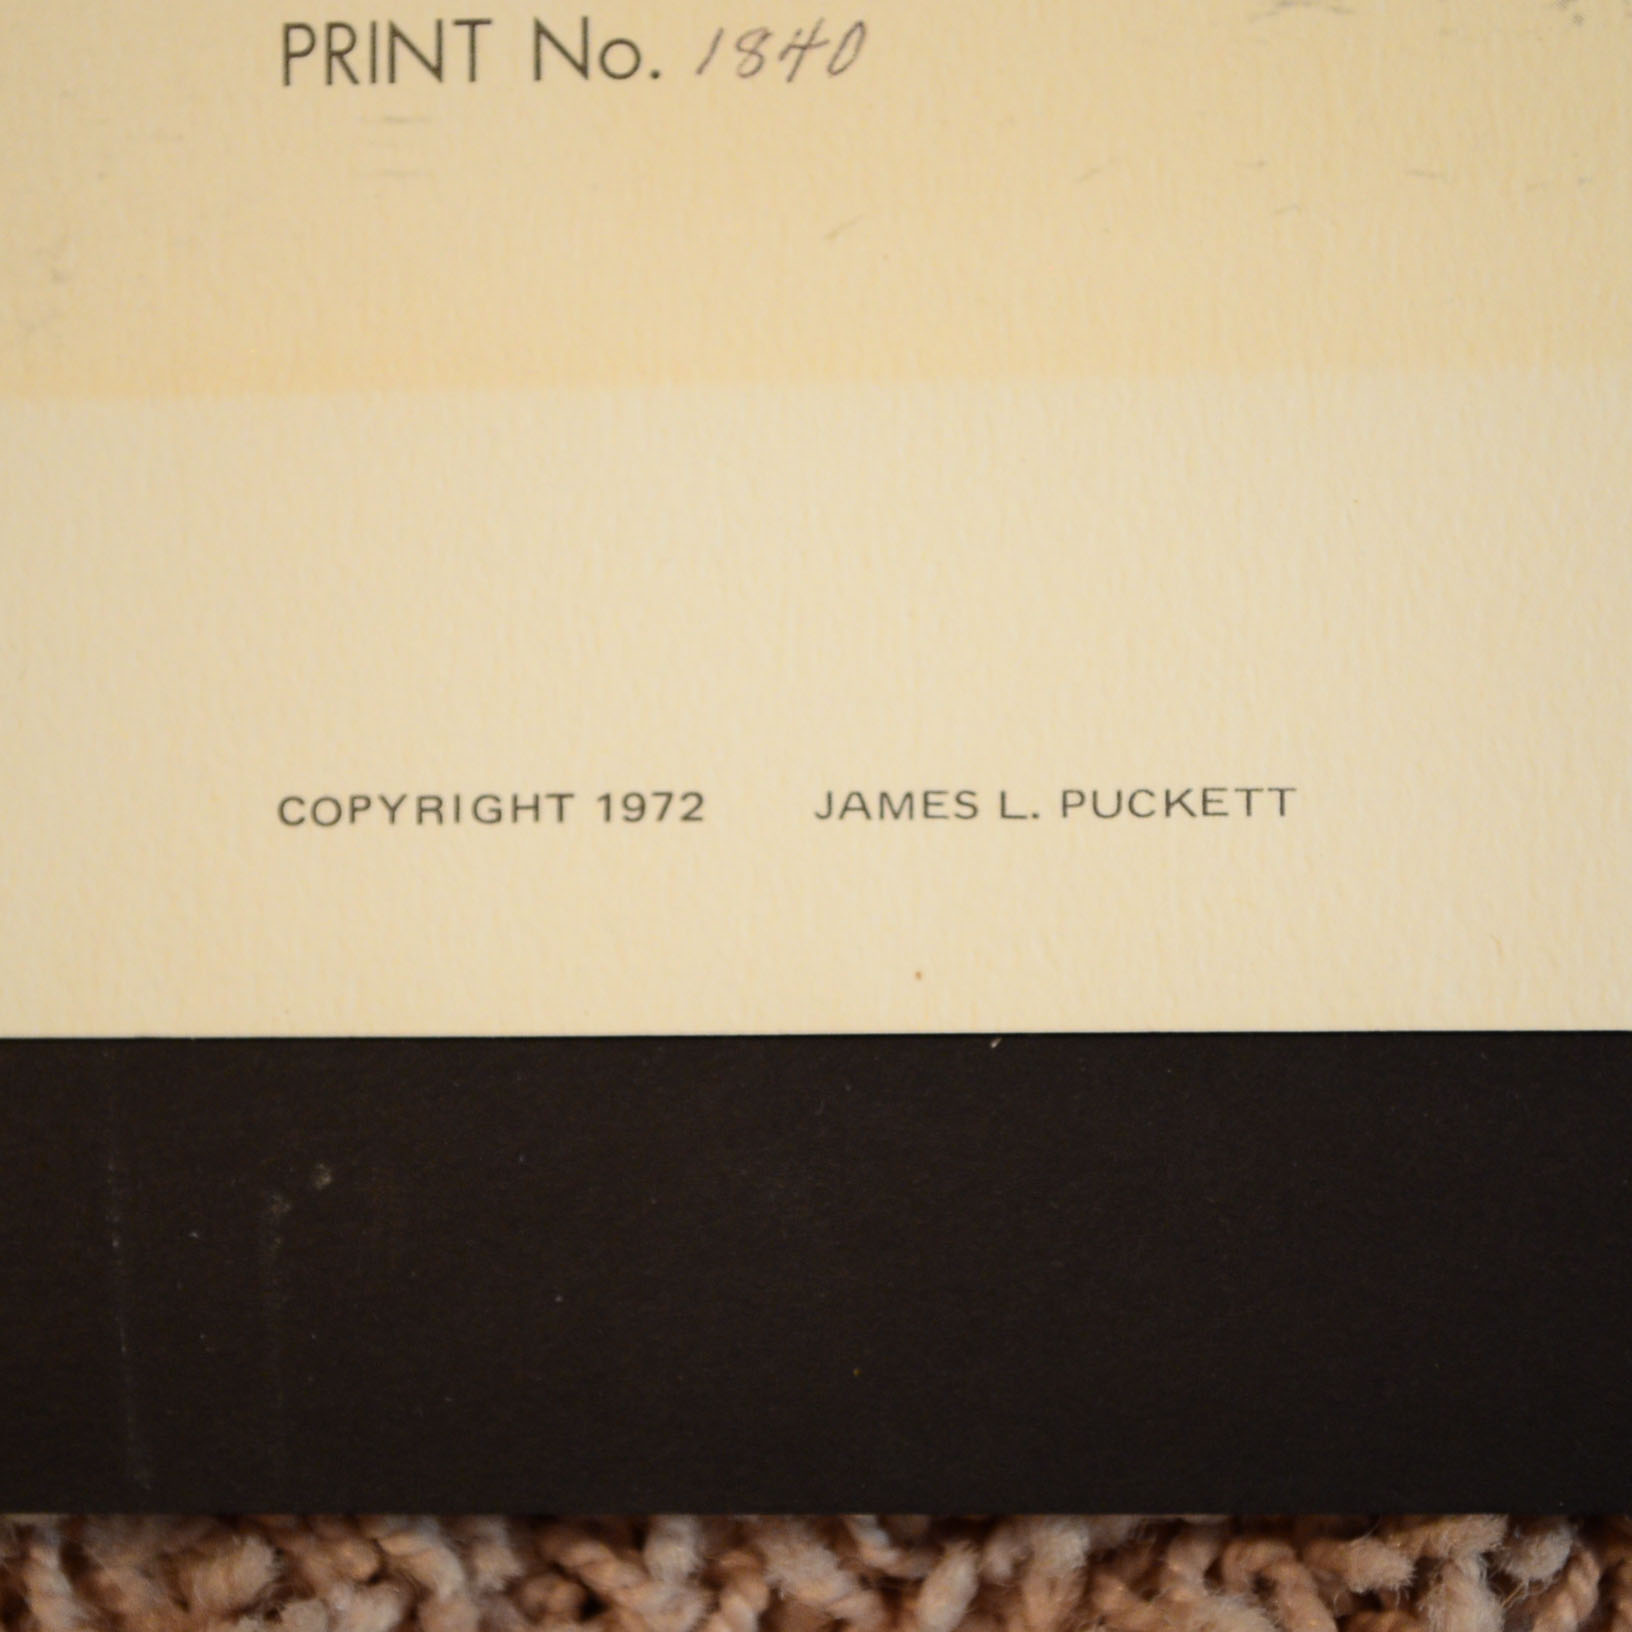 PRINT No. 1840
COPYRIGHT 1972 JAMES L. PUCKETT